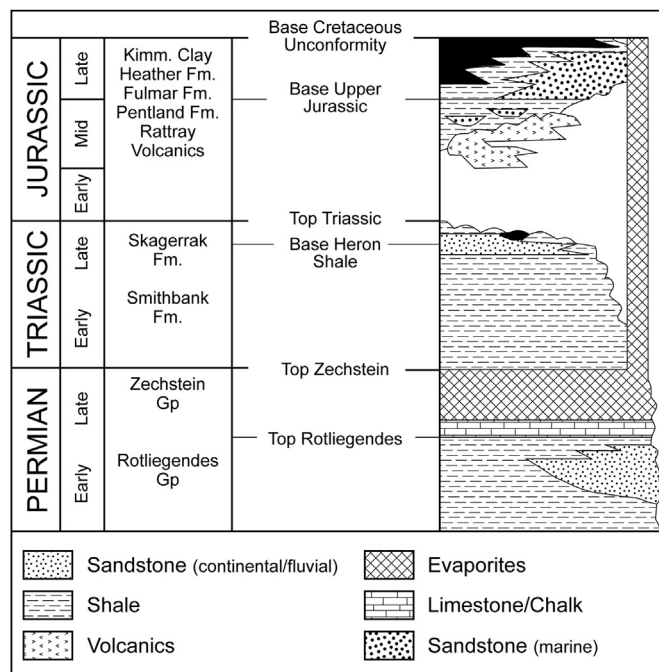 JURASSIC
Late
Mid
Early
Kimm. Clay
Heather Fm.
Fulmar Fm.
Pentland Fm.
Rattray
Volcanics
Base Cretaceous
Unconformity
Base Upper
Jurassic
TRIASSIC
Late
Early
Skagerrak
Fm.
Smithbank
Fm.
Top Triassic
Base Heron
Shale
PERMIAN
Late
Early
Zechstein
Gp
Rotliegendes
Gp
Top Zechstein
Top Rotliegendes
Sandstone (continental/fluvial)
Shale
Volcanics
Evaporites
Limestone/Chalk
Sandstone (marine)